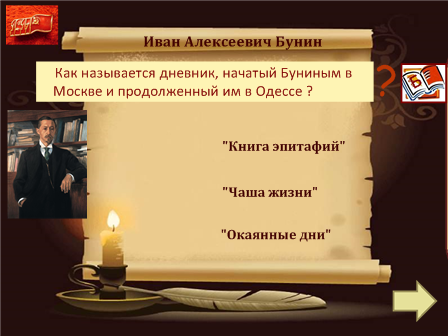 Иван Алексеевич Бунин
Как называется дневник, начатый Буниным в
Москве и продолженный им в Одессе ?
?
Б
"Книга эпитафий"
"Чаша жизни"
"Окаянные дни"